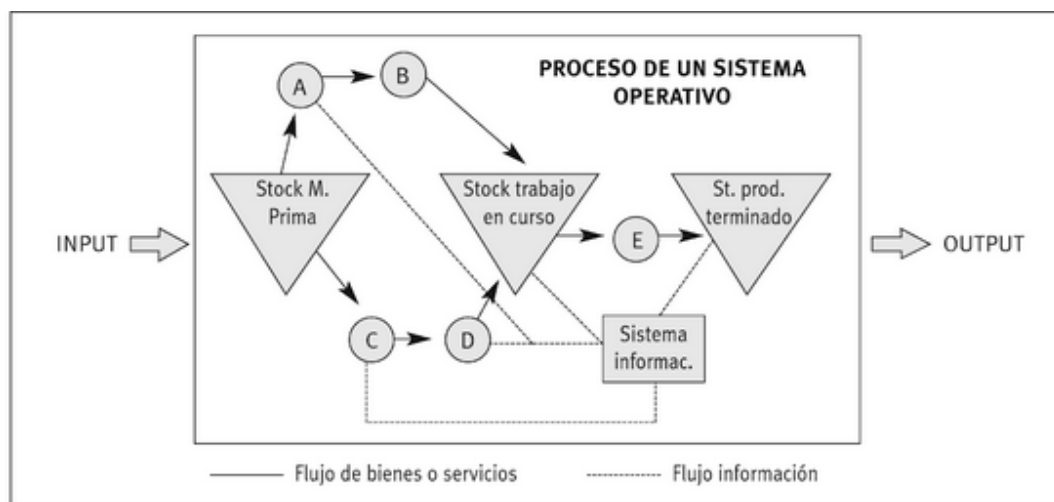 PROCESO DE UN SISTEMA
OPERATIVO
A
B
Stock M.
Prima
Stock trabajo
en curso
St. prod.
terminado
INPUT
E
OUTPUT
C
D
Sistema
informac.
Flujo de bienes o servicios
Flujo información